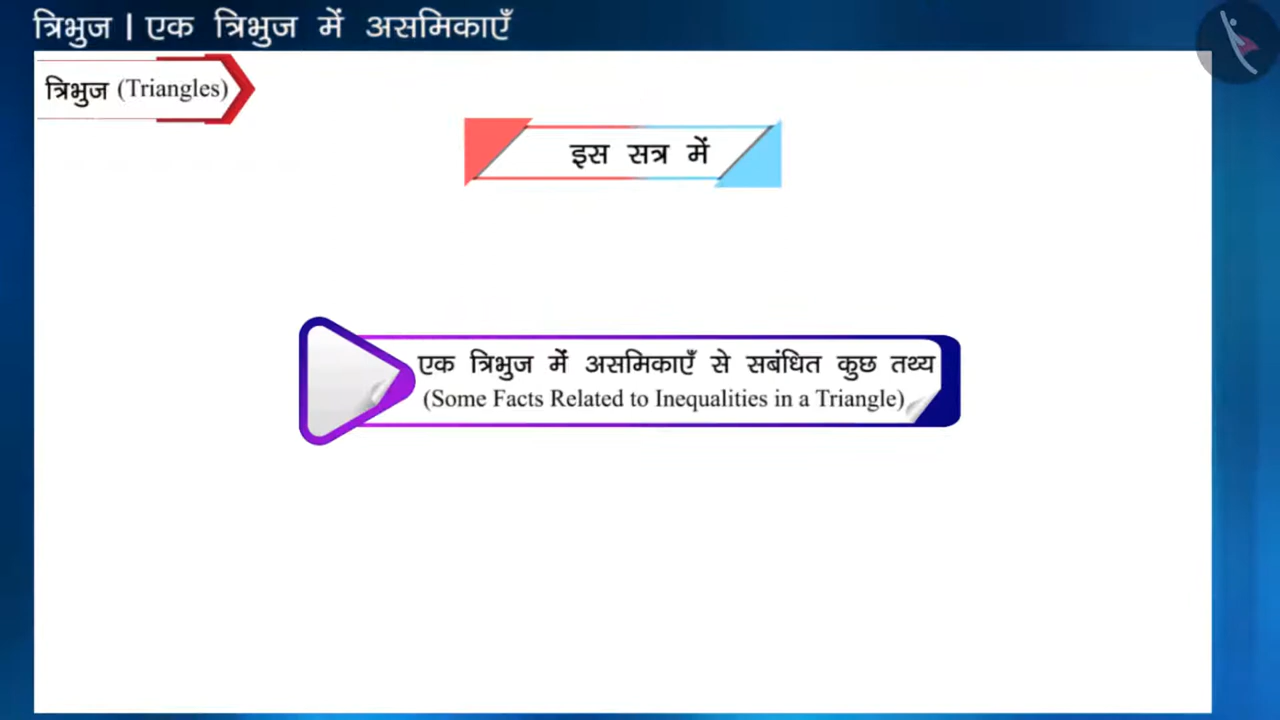 त्रिभुज | एक त्रिभुज में असमिकाएँ
त्रिभुज (Triangles)
इस सत्र में
एक त्रिभुज में असमिकाएँ से सबंधित कुछ तथ्य
(Some Facts Related to Inequalities in a Triangle)